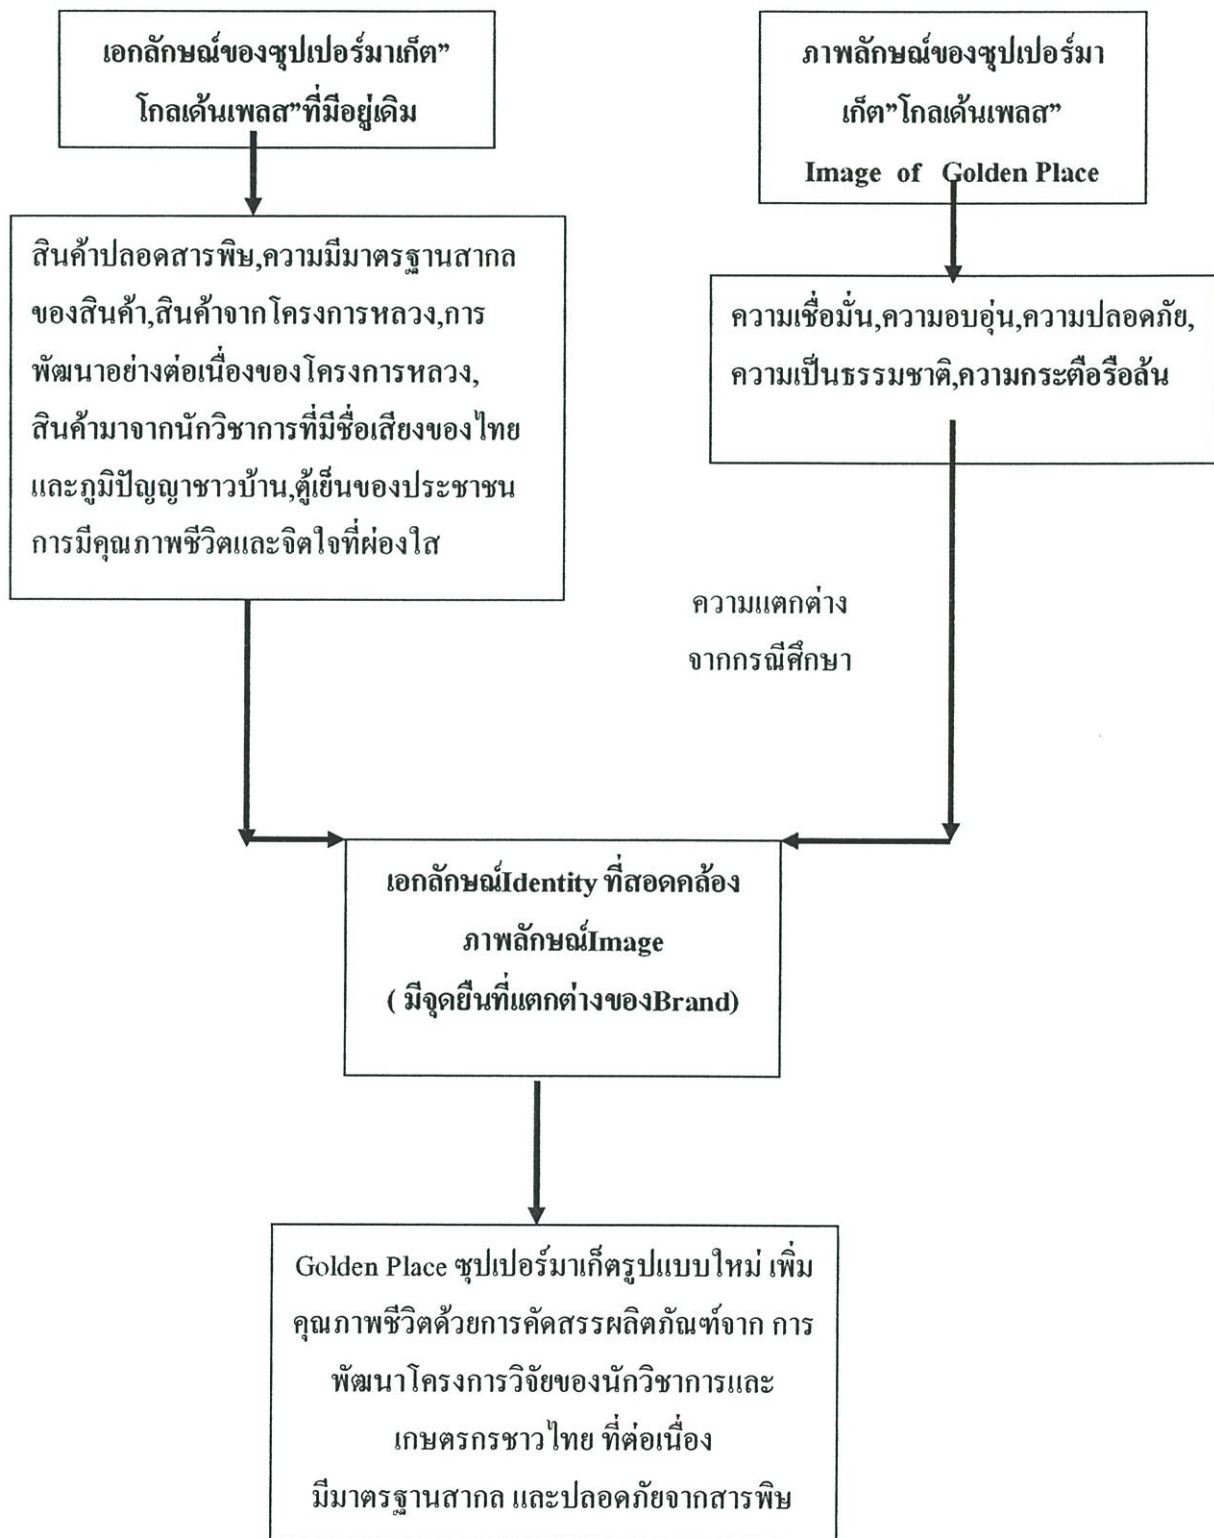 เอกลักษณ์ของซุปเปอร์มาเก็ต”
โกลเด้นเพลส”ที่มีอยู่เดิม
ภาพลักษณ์ของซุปเปอร์มา
เก็ต”โกลเด้นเพลส”
Image of Golden Place
สินค้าปลอดสารพิษ,ความมีมาตรฐานสากล
ของสินค้า,สินค้าจากโครงการหลวง,การ
พัฒนาอย่างต่อเนื่องของโครงการหลวง,
สินค้ามาจากนักวิชาการที่มีชื่อเสียงของไทย
และภูมิปัญญาชาวบ้าน,ตู้เย็นของประชาชน
การมีคุณภาพชีวิตและจิตใจที่ผ่องใส
ความเชื่อมั่น,ความอบอุ่น,ความปลอดภัย,
ความเป็นธรรมชาติ,ความกระตือรือล้น
ความแตกต่าง
จากกรณีศึกษา
เอกลักษณ์Identity ที่สอดคล้อง
ภาพลักษณ์Image
( มีจุดยืนที่แตกต่างของBrand)
Golden Place ซุปเปอร์มาเก็ตรูปแบบใหม่ เพิ่ม
คุณภาพชีวิตด้วยการคัดสรรผลิตภัณฑ์จาก การ
พัฒนาโครงการวิจัยของนักวิชาการและ
เกษตรกรชาวไทย ที่ต่อเนื่อง
มีมาตรฐานสากล และปลอดภัยจากสารพิษ